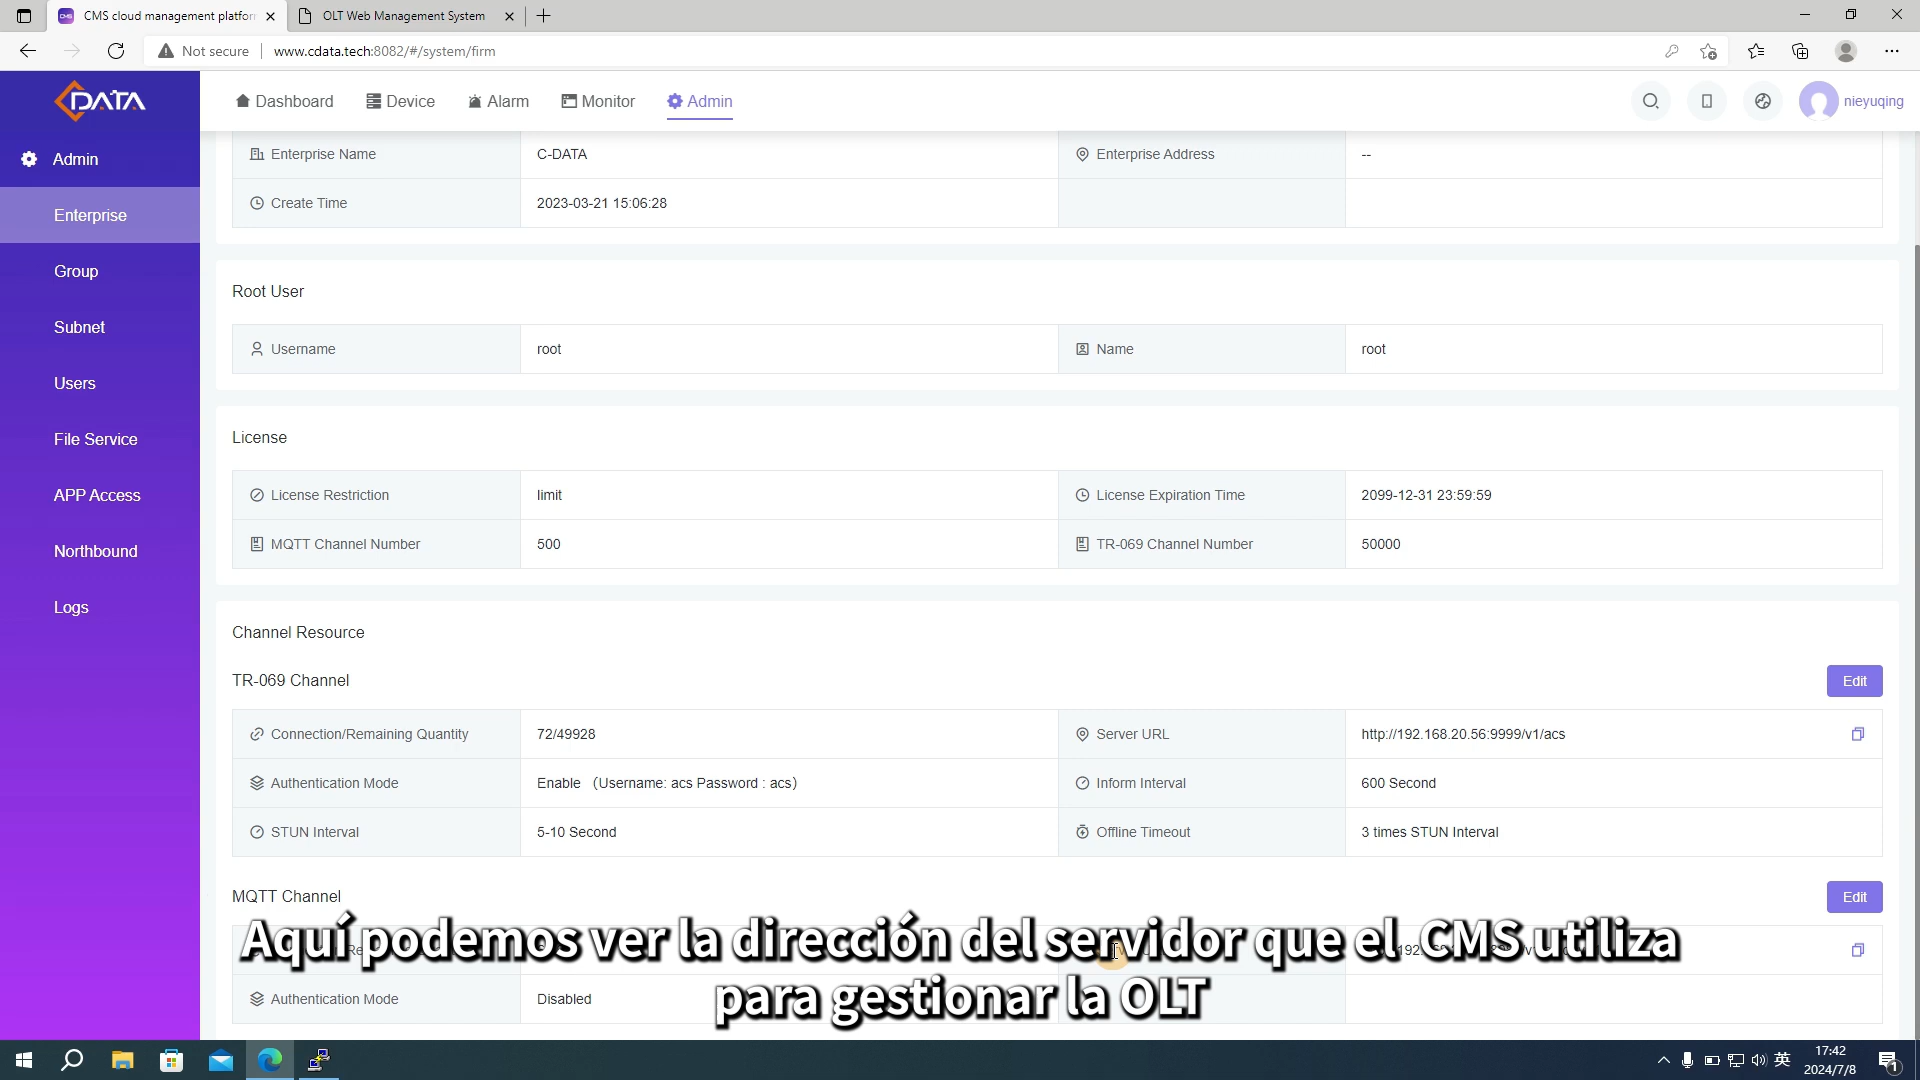 CMS cloud management platfor
OLT Web Management System
Not secure
www.cdata.tech:8082/#/system/firm
DATA
Dashboard
Device
Alarm
Monitor
Admin
nieyuqing
Admin
Enterprise
Group
Subnet
Users
File Service
APP Access
Northbound
Logs
Enterprise Name C-DATA Enterprise Address --
Create Time 2023-03-21 15:06:28
Root User
Username root Name root
License
License Restriction limit License Expiration Time 2099-12-31 23:59:59
MQTT Channel Number 500 TR-069 Channel Number 50000
Channel Resource
TR-069 Channel Edit
Connection/Remaining Quantity 72/49928 Server URL http://192.168.20.56:9999/v1/acs
Authentication Mode Enable （Username: acs Password : acs） Inform Interval 600 Second
STUN Interval 5-10 Second Offline Timeout 3 times STUN Interval
MQTT Channel Edit
Aquí podemos ver la dirección del servidor que el CMS utiliza
para gestionar la OLT
Authentication Mode Disabled
英
17:42
2024/7/8
1